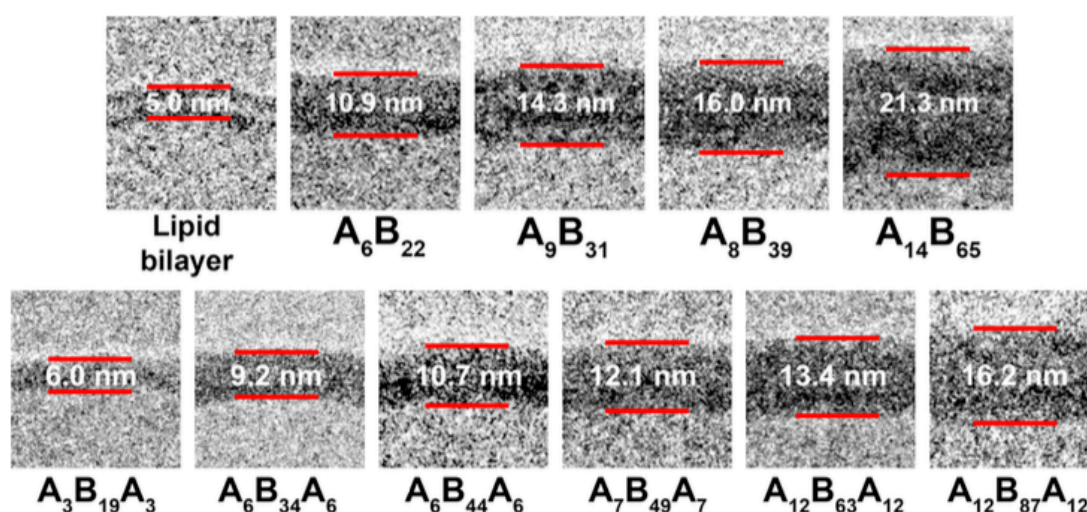 5.0 nm 10.9 nm 14.3 nm 16.0 nm 21.3 nm
Lipid bilayer A₆B₂₂ A₉B₃₁ A₈B₃₉ A₁₄B₆₅
6.0 nm 9.2 nm 10.7 nm 12.1 nm 13.4 nm 16.2 nm
A₃B₁₉A₃ A₆B₃₄A₆ A₆B₄₄A₆ A₇B₄₉A₇ A₁₂B₆₃A₁₂ A₁₂B₈₇A₁₂